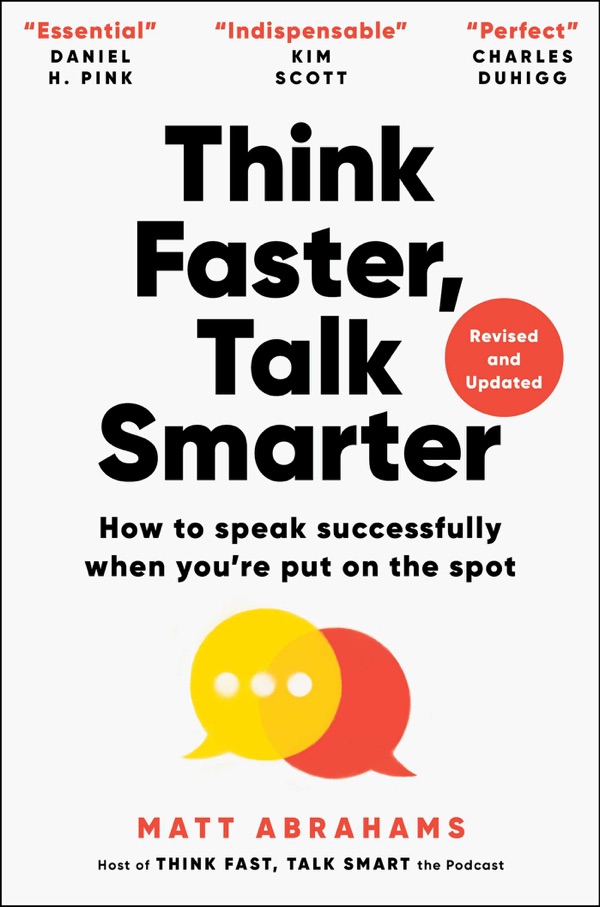 “Essential”
DANIEL
H. PINK
“Indispensable”
KIM
SCOTT
“Perfect”
CHARLES
DUHIGG
Think
Faster,
Talk
Smarter
Revised
and
Updated
How to speak successfully
when you’re put on the spot
MATT ABRAHAMS
Host of THINK FAST, TALK SMART the Podcast